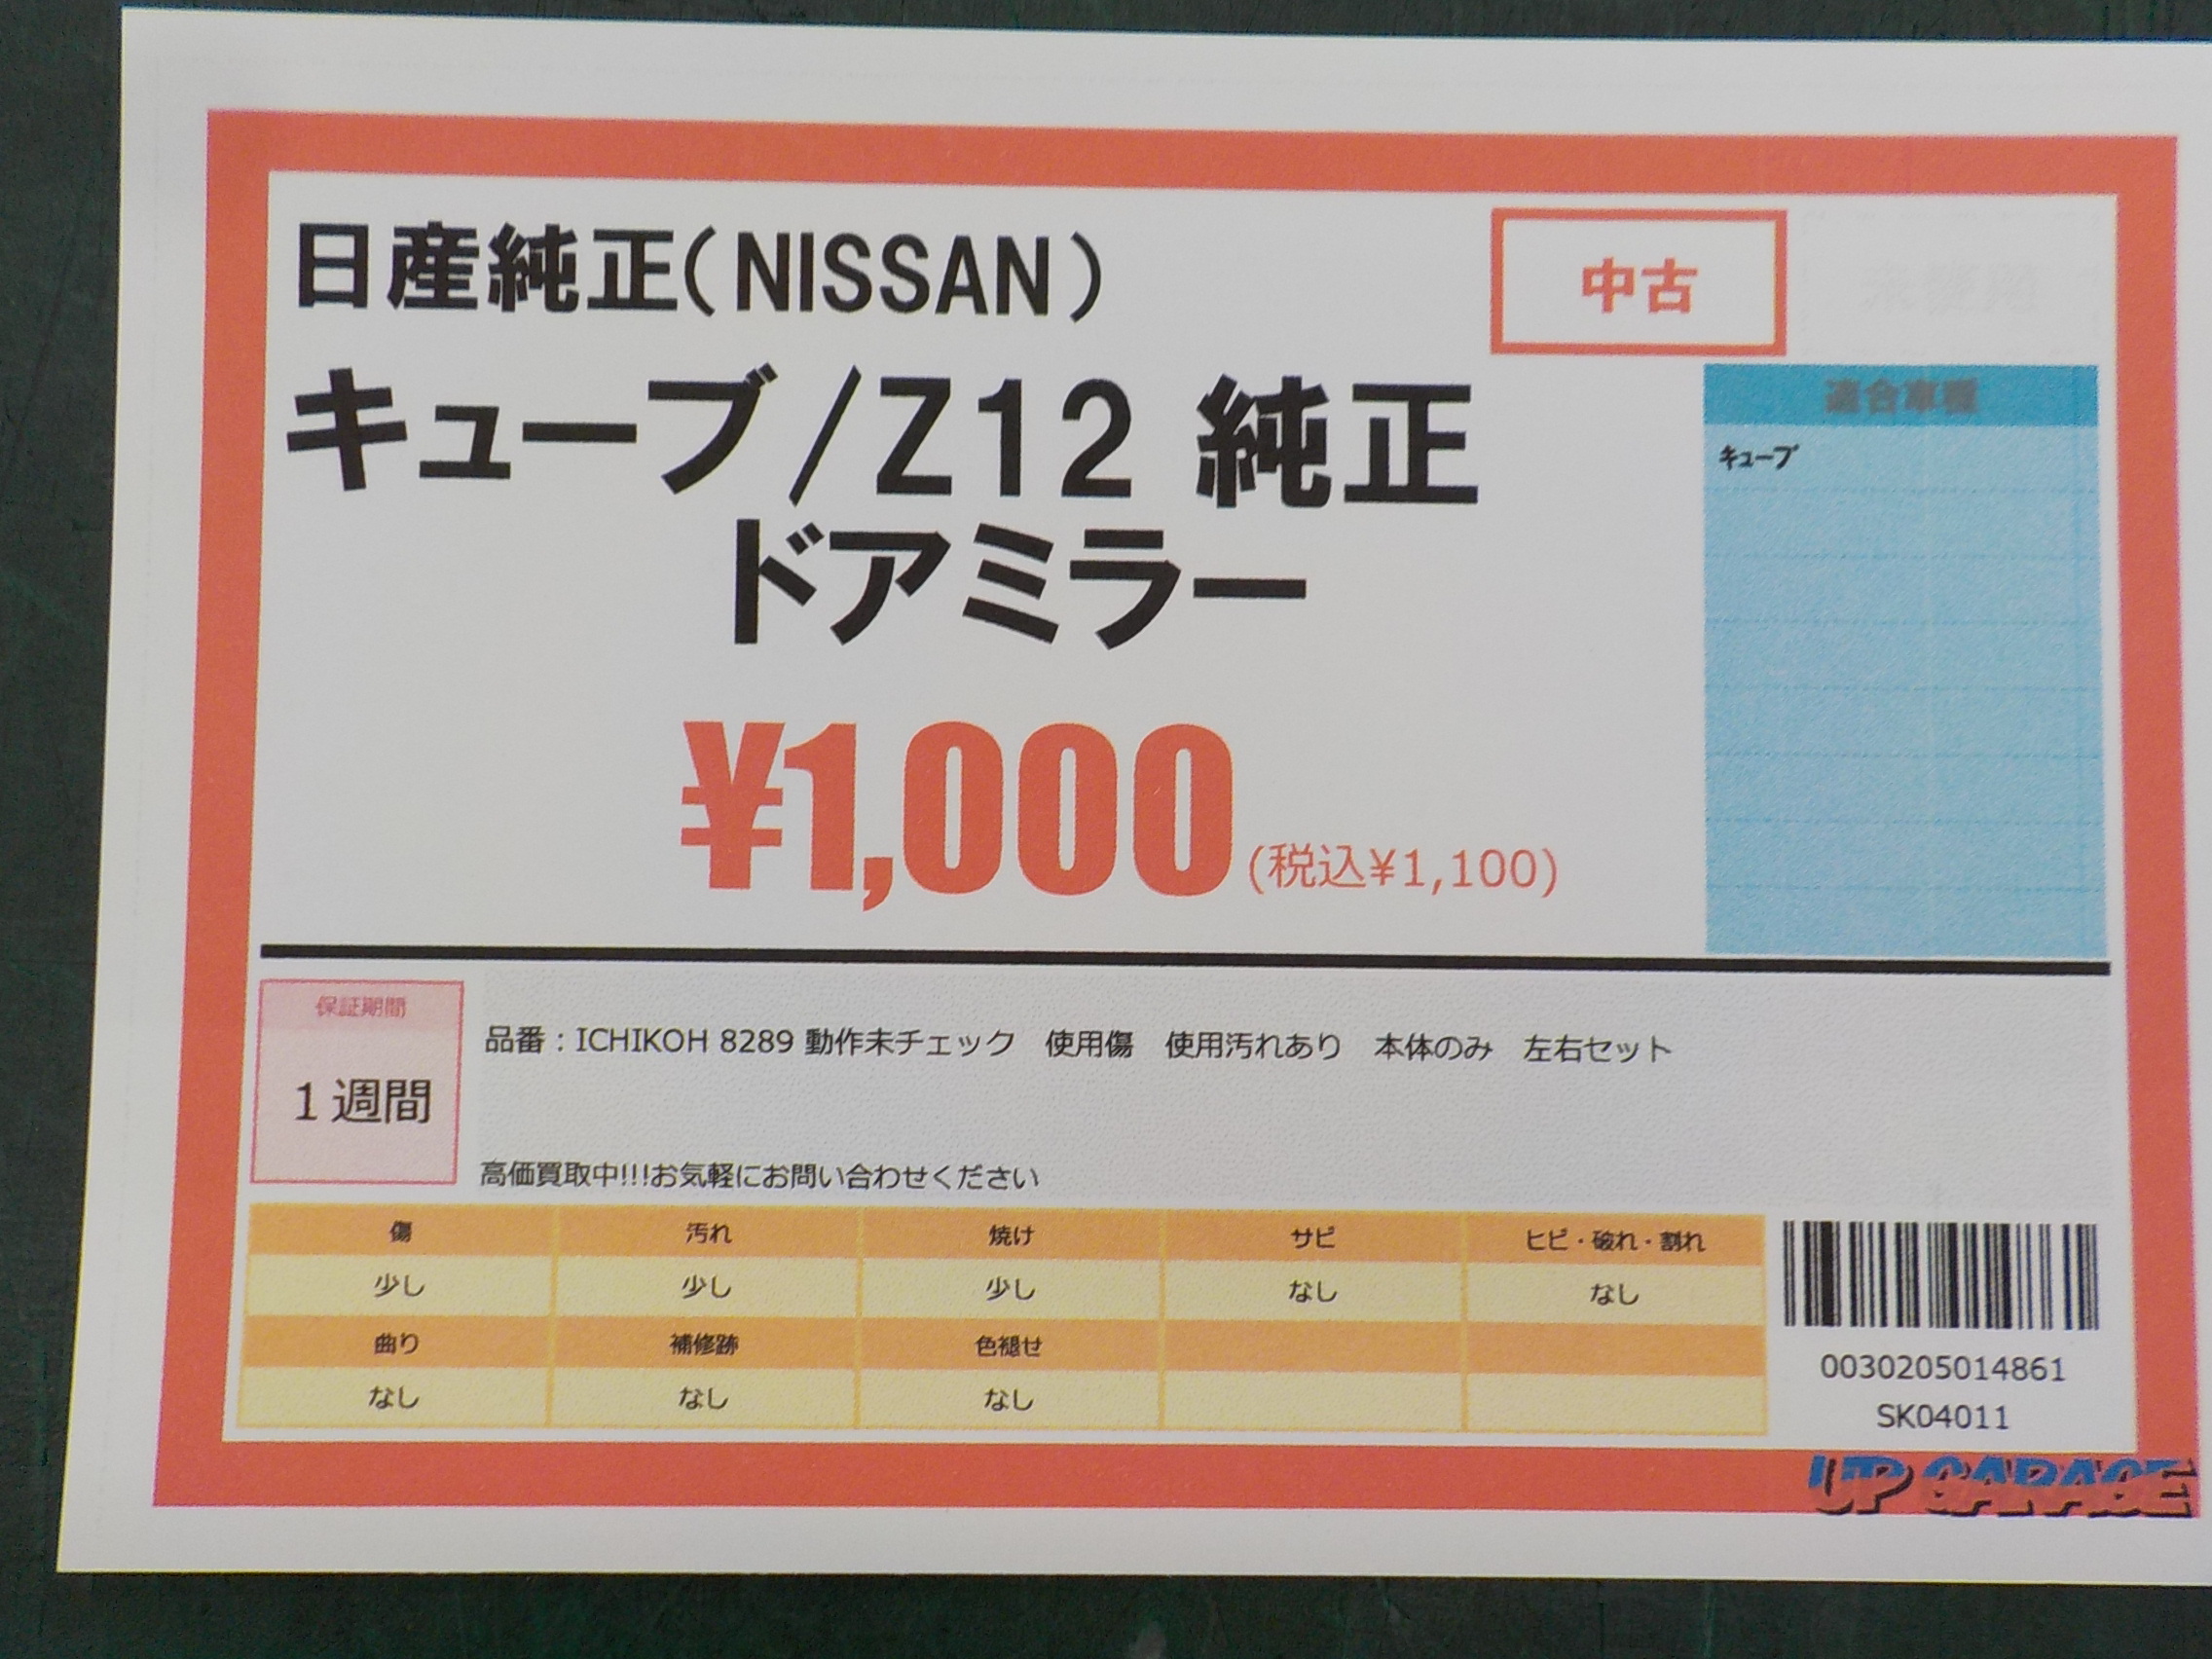 日産純正(NISSAN)
中古
キューブ/Z12 純正
ドアミラー
適合車種
キューブ
¥1,000(税込¥1,100)
保証期間
1週間
品番：ICHIKOH 8289 動作未チェック　使用傷　使用汚れあり　本体のみ　左右セット
高価買取中!!!お気軽にお問い合わせください
傷 汚れ 焼け サビ ヒビ・破れ・割れ
少し 少し 少し なし なし
曲り 補修跡 色褪せ
なし なし なし
0030205014861
SK04011
UP GARAGE